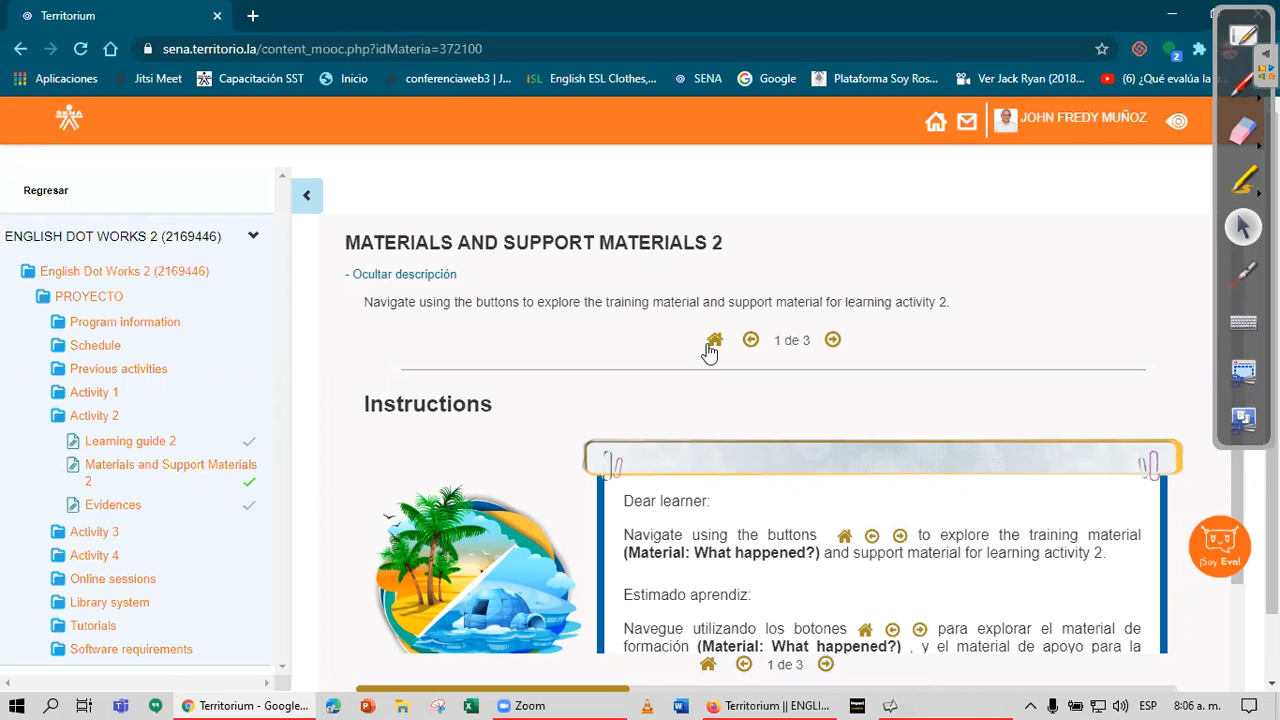 Territorium
sena.territorio.la/content_mooc.php?idMateria=372100
2
Aplicaciones
Jitsi Meet
Capacitación SST
Inicio
conferenciaweb3 | J...
iSL English ESL Clothes,...
SENA
Google
Plataforma Soy Ros...
Ver Jack Ryan (2018...
(6) ¿Qué evalúa la
SENA
JOHN FREDY MUÑOZ
Regresar
ENGLISH DOT WORKS 2 (2169446)
English Dot Works 2 (2169446)
PROYECTO
Program information
Schedule
Previous activities
Activity 1
Activity 2
Learning guide 2
Materials and Support Materials
2
Evidences
Activity 3
Activity 4
Online sessions
Library system
Tutorials
Software requirements
MATERIALS AND SUPPORT MATERIALS 2
- Ocultar descripción
Navigate using the buttons to explore the training material and support material for learning activity 2.
1 de 3
Instructions
Dear learner:
Navigate using the buttons to explore the training material
(Material: What happened?) and support material for learning activity 2.
Estimado aprendiz:
Navegue utilizando los botones para explorar el material de
formación (Material: What happened?) , y el material de apoyo para la
1 de 3
¡Soy Eva!
Territorium - Google...
Zoom
Territorium || ENGLI...
ESP
8:06 a. m.